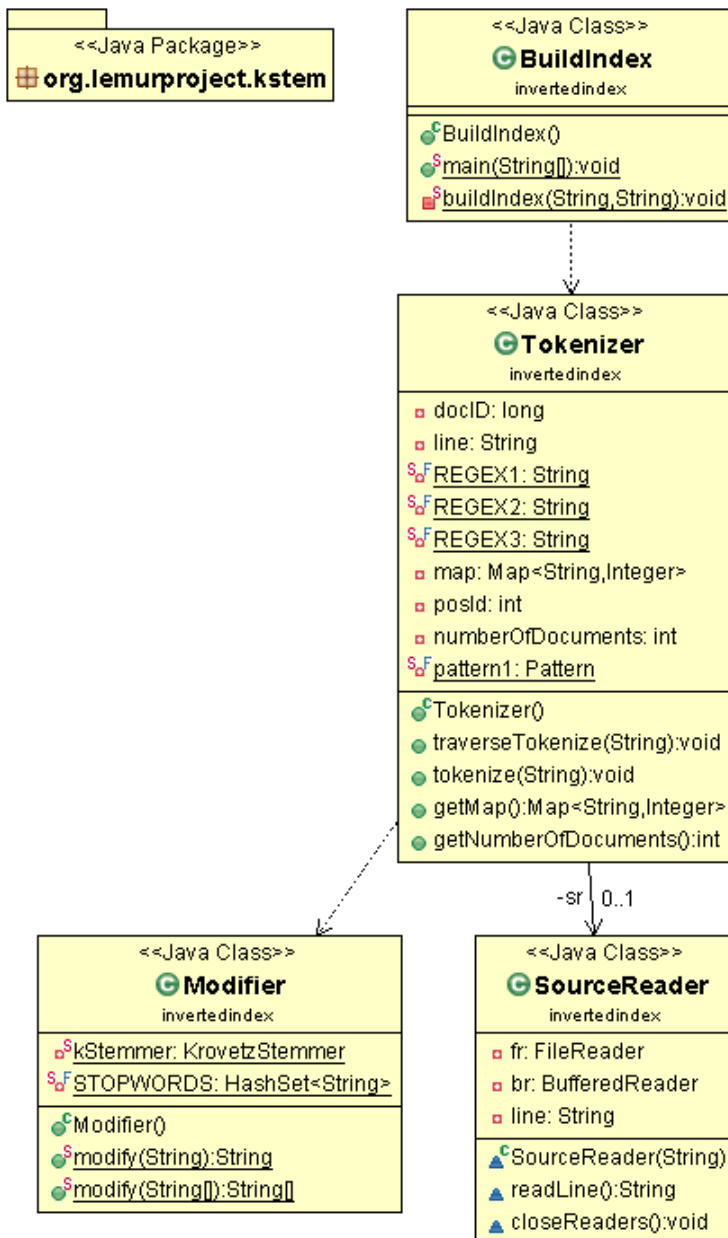 <<Java Package>>
org.lemurproject.kstem
<<Java Class>>
BuildIndex
invertedindex
BuildIndex()
main(String[]):void
buildIndex(String,String):void
<<Java Class>>
Tokenizer
invertedindex
docID: long
line: String
REGEX1: String
REGEX2: String
REGEX3: String
map: Map<String,Integer>
posId: int
numberOfDocuments: int
pattern1: Pattern
Tokenizer()
traverseTokenize(String):void
tokenize(String):void
getMap():Map<String,Integer>
getNumberOfDocuments():int
-sr 0..1
<<Java Class>>
Modifier
invertedindex
kStemmer: KrovetzStemmer
STOPWORDS: HashSet<String>
Modifier()
modify(String):String
modify(String[]):String[]
<<Java Class>>
SourceReader
invertedindex
fr: FileReader
br: BufferedReader
line: String
SourceReader(String)
readLine():String
closeReaders():void